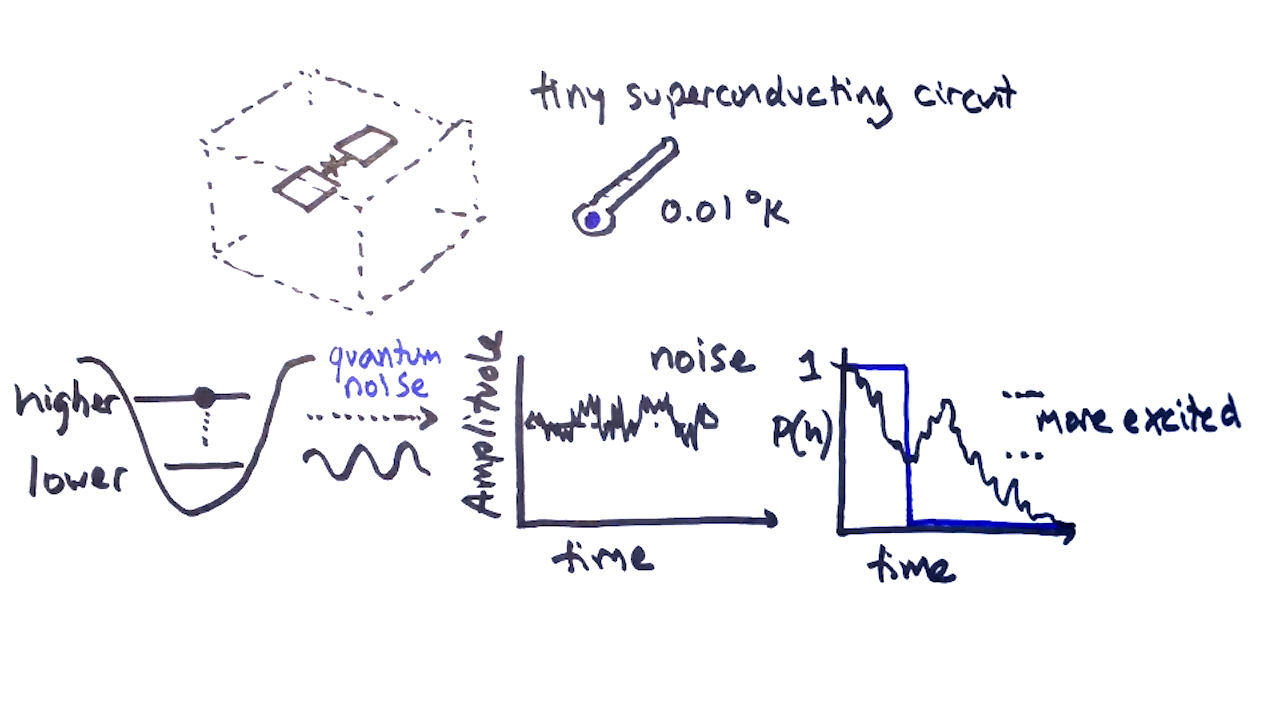 tiny superconducting circuit
0.01°K
higher
lower
quantum
noise
Amplitude
noise
time
1
P(h)
more excited
time